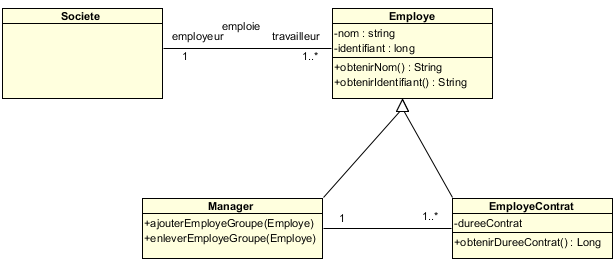 Societe
Employe
-nom : string
-identifiant : long
+obtenirNom() : String
+obtenirIdentifiant() : String
emploie
employeur
travailleur
1
1..*
Manager
+ajouterEmployeGroupe(Employe)
+enleverEmployeGroupe(Employe)
1
1..*
EmployeContrat
-dureeContrat
+obtenirDureeContrat() : Long